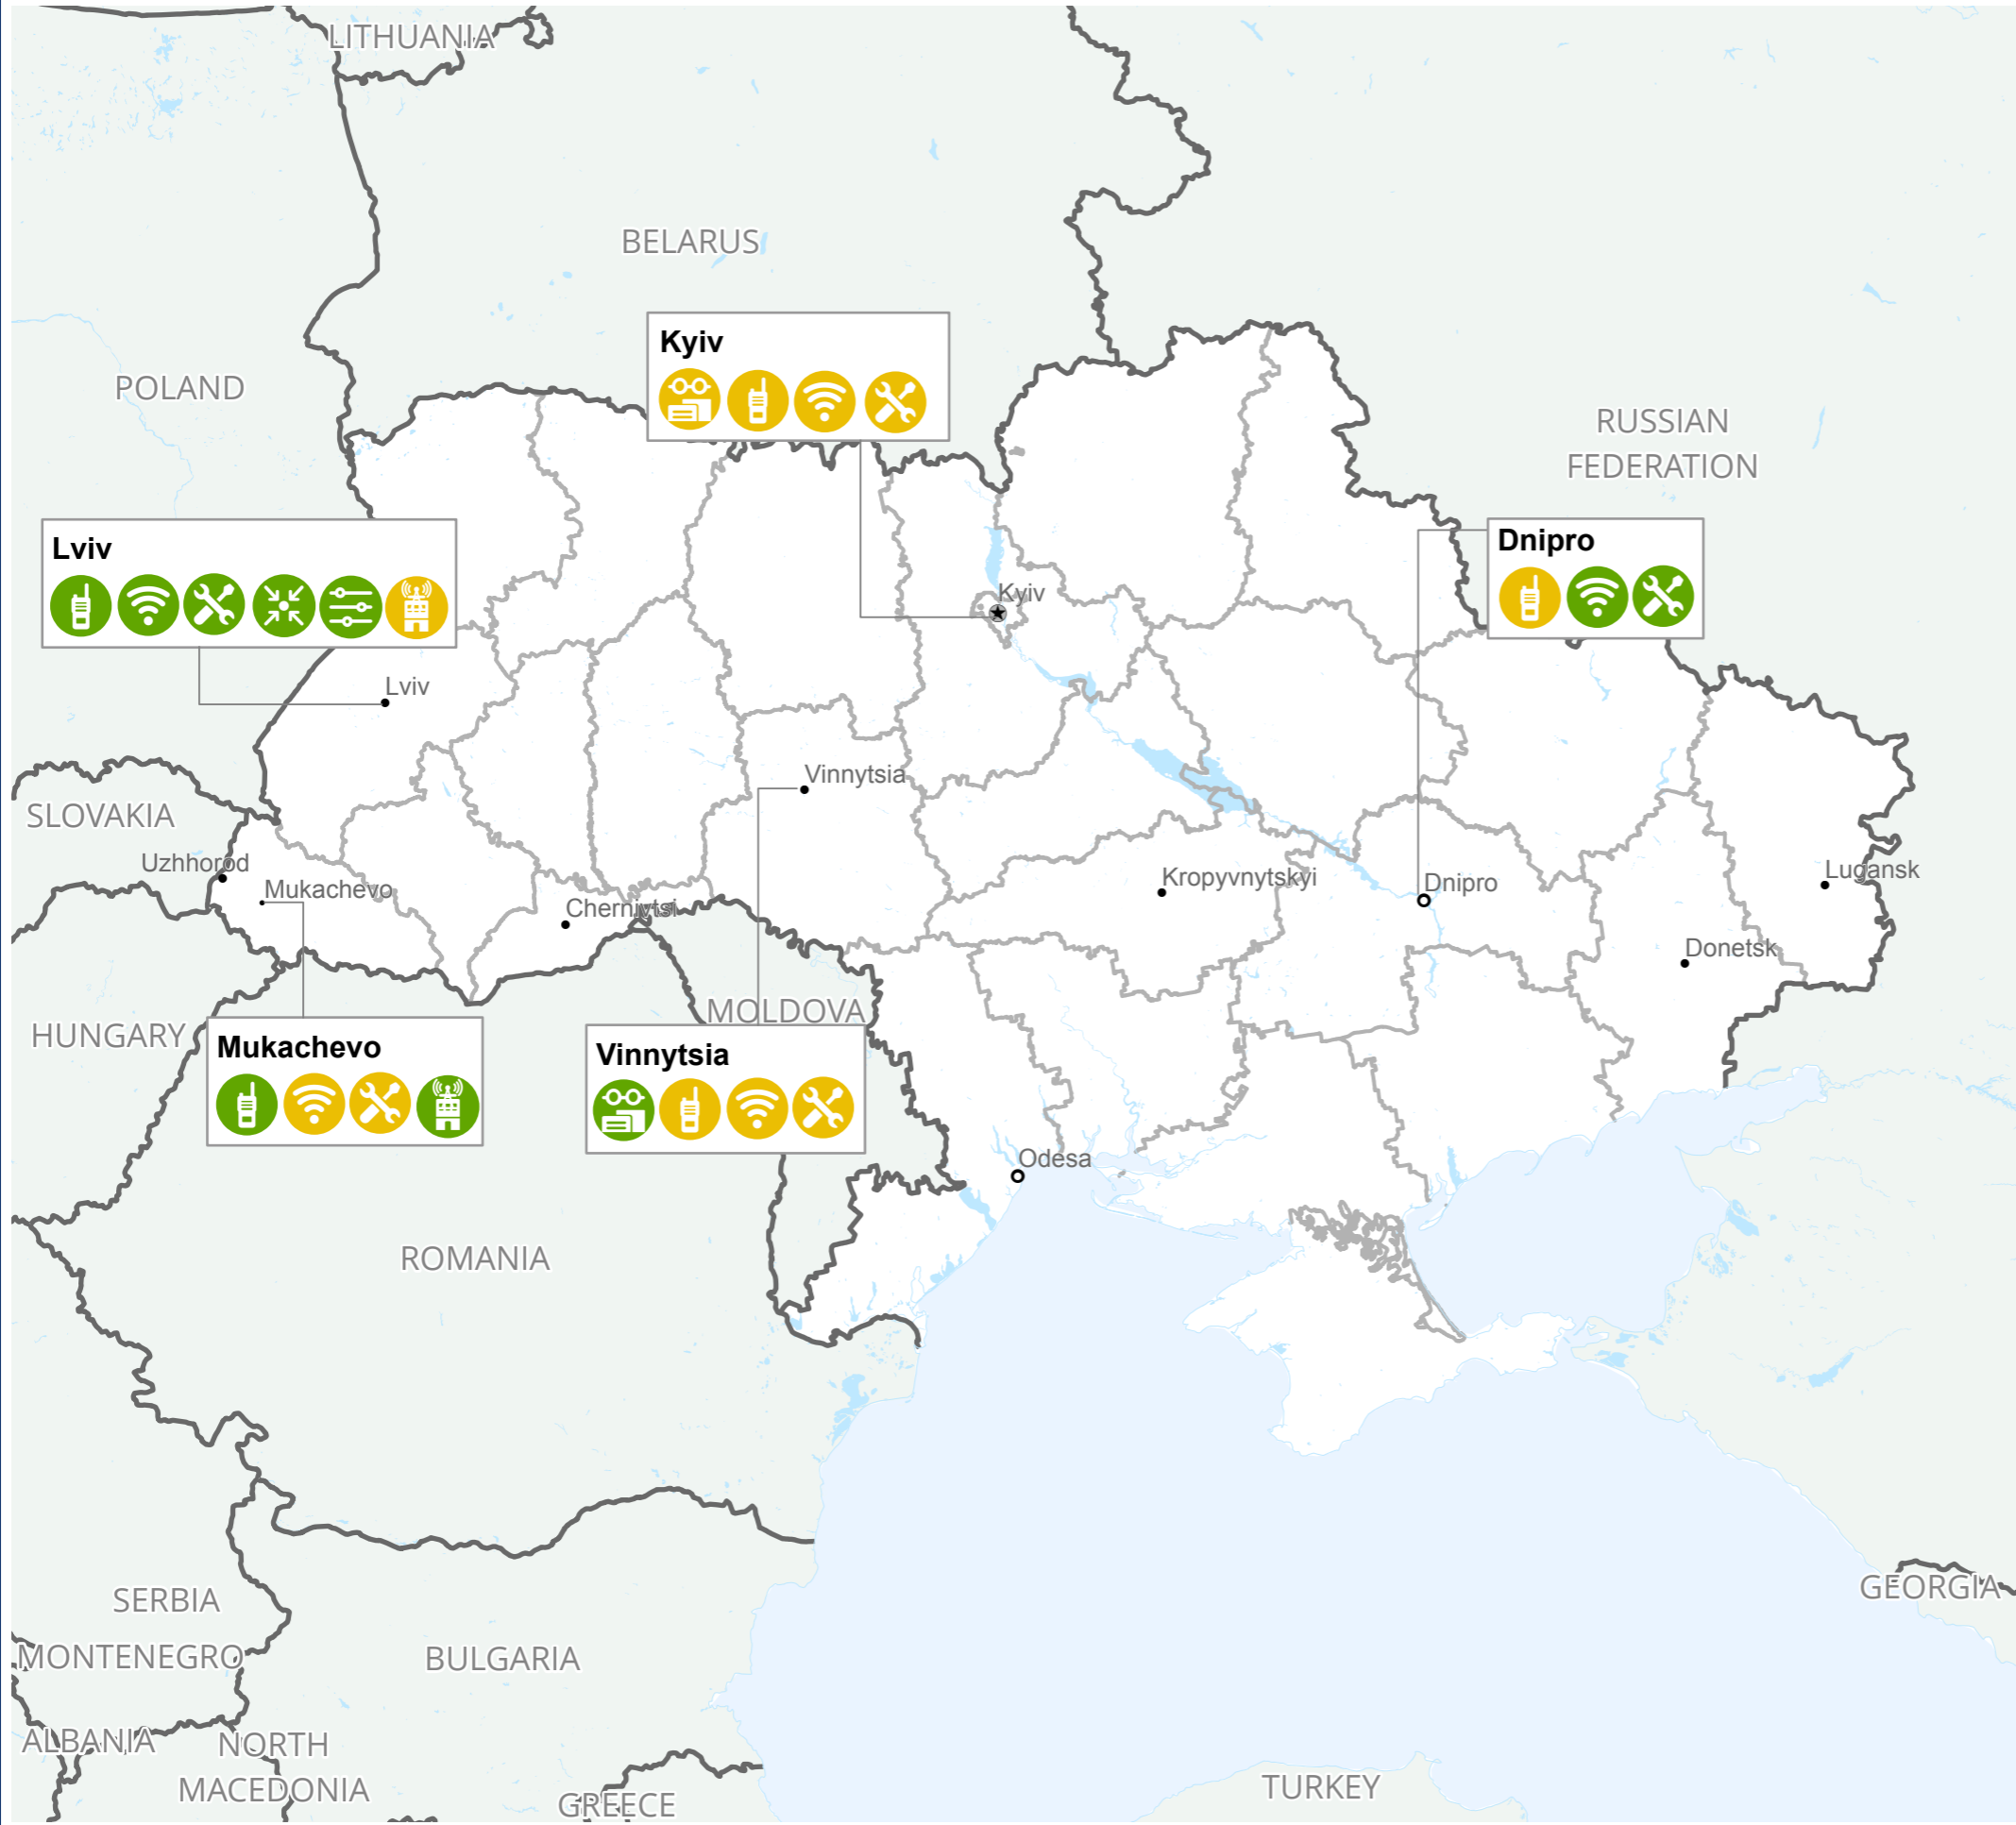 LITHUANIA
BELARUS
Kyiv
POLAND
RUSSIAN
FEDERATION
Lviv
Dnipro
Kyiv
Lviv
Vinnytsia
SLOVAKIA
Uzhhorod
Mukachevo
Chernivtsi
Kropyvnytskyi
Dnipro
Lugansk
Donetsk
MOLDOVA
HUNGARY
Mukachevo
Vinnytsia
Odesa
ROMANIA
SERBIA
GEORGIA
MONTENEGRO
BULGARIA
ALBANIA
NORTH
MACEDONIA
TURKEY
GREECE